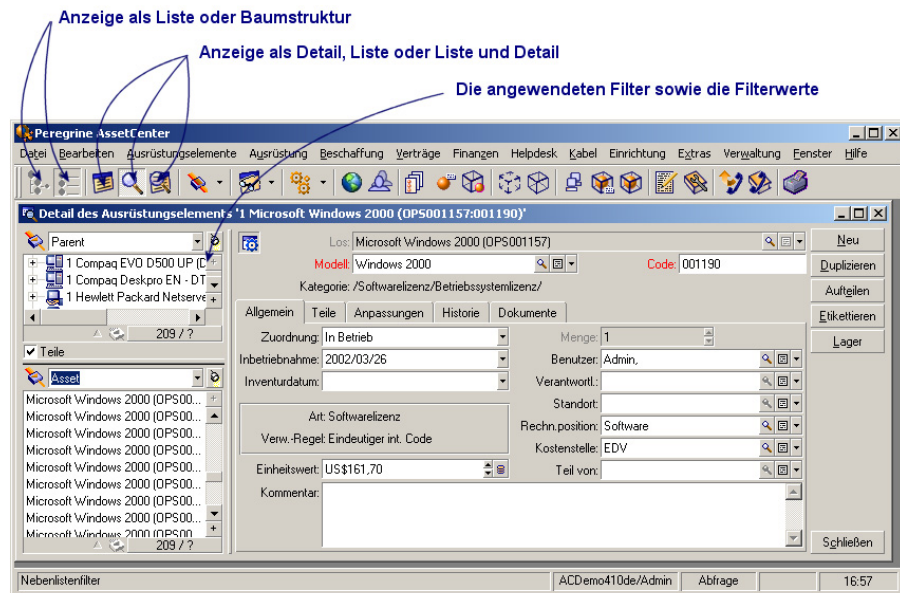 Anzeige als Liste oder Baumstruktur
Anzeige als Detail, Liste oder Liste und Detail
Die angewendeten Filter sowie die Filterwerte
Peregrine AssetCenter
Datei Bearbeiten Ausrüstungselemente Ausrüstung Beschaffung Verträge Finanzen Helpdesk Kabel Einrichtung Extras Verwaltung Fenster Hilfe
Detail des Ausrüstungselements '1 Microsoft Windows 2000 (OPS001157:001190)'
Parent
1 Compaq EVO D500 UP (D
1 Compaq Deskpro EN - DT
1 Hewlett Packard Netserve
209 / ?
Teile
Asset
Microsoft Windows 2000 (OPS00...
Microsoft Windows 2000 (OPS00...
Microsoft Windows 2000 (OPS00...
Microsoft Windows 2000 (OPS00...
Microsoft Windows 2000 (OPS00...
Microsoft Windows 2000 (OPS00...
Microsoft Windows 2000 (OPS00...
Microsoft Windows 2000 (OPS00...
Microsoft Windows 2000 (OPS00
209 / ?
Los: Microsoft Windows 2000 (OPS001157)
Modell: Windows 2000 Code: 001190
Kategorie: /Softwarelizenz/Betriebssystemlizenz/
Allgemein Teile Anpassungen Historie Dokumente
Zuordnung: In Betrieb Menge: 1
Inbetriebnahme: 2002/03/26 Benutzer: Admin,
Inventurdatum: Verantwortl.:
Standort:
Art: Softwarelizenz
Verw.-Regel: Eindeutiger int. Code
Rechn.position: Software
Kostenstelle: EDV
Einheitswert: US$161,70 Teil von:
Kommentar:
Neu
Duplizieren
Aufteilen
Etikettieren
Lager
Schließen
Nebenlistenfilter ACDemo410de/Admin Abfrage 16:57